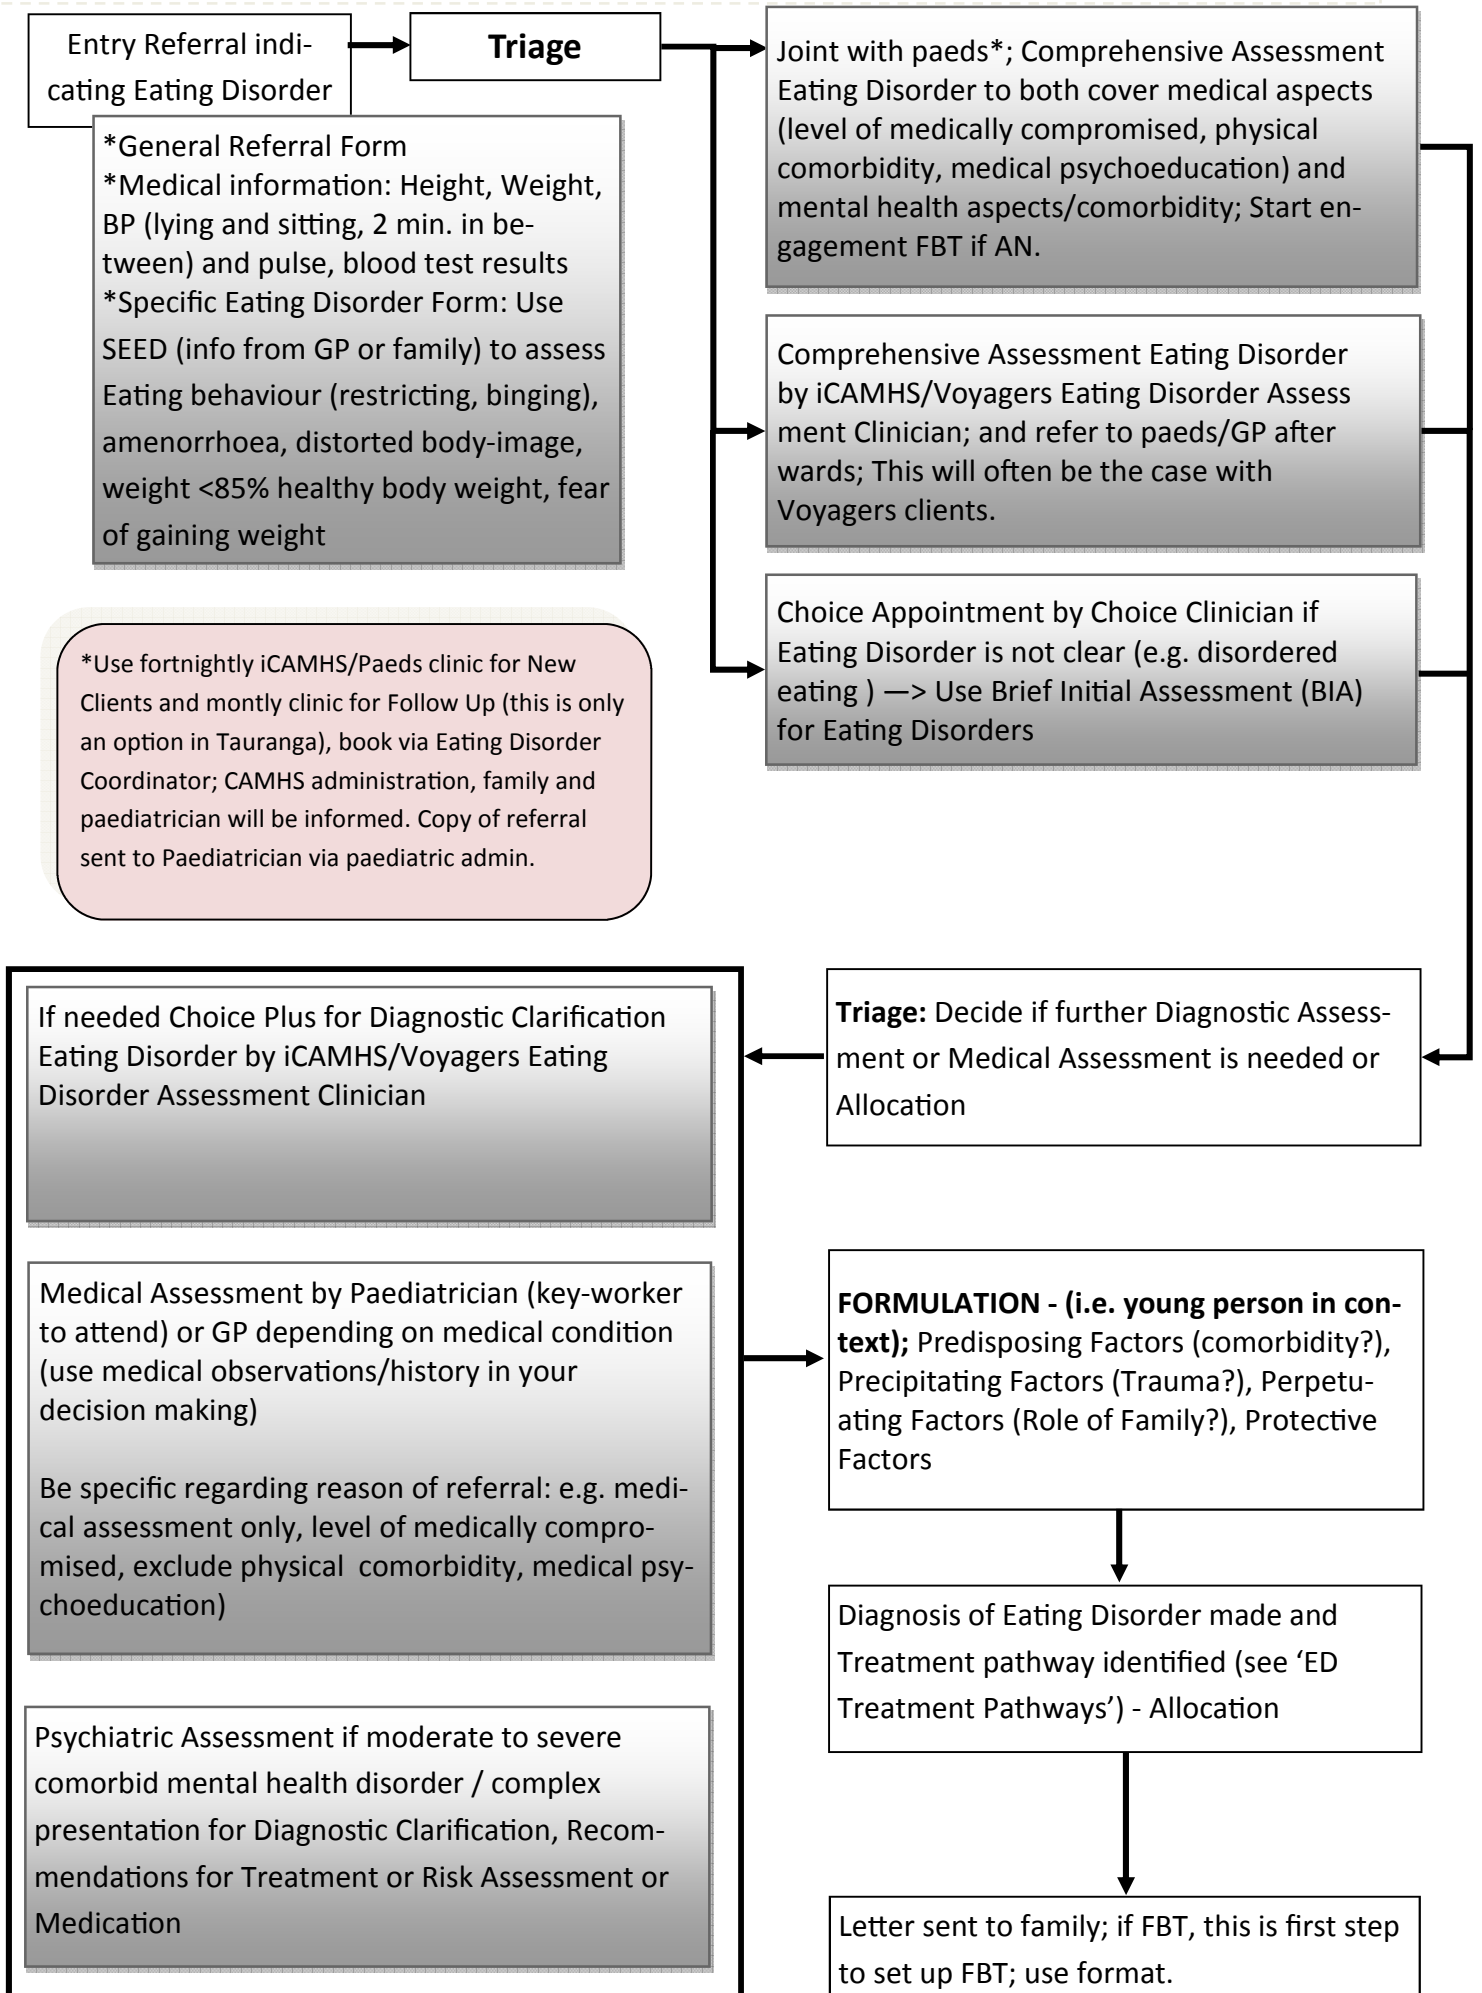 Entry Referral indi-
cating Eating Disorder
Triage
*General Referral Form
*Medical information: Height, Weight,
BP (lying and sitting, 2 min. in be-
tween) and pulse, blood test results
*Specific Eating Disorder Form: Use
SEED (info from GP or family) to assess
Eating behaviour (restricting, binging),
amenorrhoea, distorted body-image,
weight <85% healthy body weight, fear
of gaining weight
Joint with paeds*; Comprehensive Assessment
Eating Disorder to both cover medical aspects
(level of medically compromised, physical
comorbidity, medical psychoeducation) and
mental health aspects/comorbidity; Start en-
gagement FBT if AN.
Comprehensive Assessment Eating Disorder
by iCAMHS/Voyagers Eating Disorder Assess
ment Clinician; and refer to paeds/GP after
wards; This will often be the case with
Voyagers clients.
Choice Appointment by Choice Clinician if
Eating Disorder is not clear (e.g. disordered
eating ) —> Use Brief Initial Assessment (BIA)
for Eating Disorders
*Use fortnightly iCAMHS/Paeds clinic for New
Clients and montly clinic for Follow Up (this is only
an option in Tauranga), book via Eating Disorder
Coordinator; CAMHS administration, family and
paediatrician will be informed. Copy of referral
sent to Paediatrician via paediatric admin.
Triage: Decide if further Diagnostic Assess-
ment or Medical Assessment is needed or
Allocation
If needed Choice Plus for Diagnostic Clarification
Eating Disorder by iCAMHS/Voyagers Eating
Disorder Assessment Clinician
Medical Assessment by Paediatrician (key-worker
to attend) or GP depending on medical condition
(use medical observations/history in your
decision making)
Be specific regarding reason of referral: e.g. medi-
cal assessment only, level of medically compro-
mised, exclude physical  comorbidity, medical psy-
choeducation)
Psychiatric Assessment if moderate to severe
comorbid mental health disorder / complex
presentation for Diagnostic Clarification, Recom-
mendations for Treatment or Risk Assessment or
Medication
FORMULATION - (i.e. young person in con-
text); Predisposing Factors (comorbidity?),
Precipitating Factors (Trauma?), Perpetu-
ating Factors (Role of Family?), Protective
Factors
Diagnosis of Eating Disorder made and
Treatment pathway identified (see ‘ED
Treatment Pathways’) - Allocation
Letter sent to family; if FBT, this is first step
to set up FBT; use format.